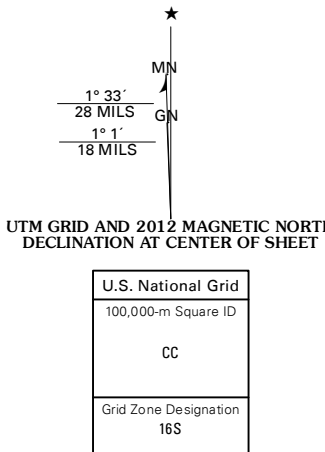 ★
MN
1° 33´
28 MILS
GN
1° 1´
18 MILS
UTM GRID AND 2012 MAGNETIC NORTH
DECLINATION AT CENTER OF SHEET
U.S. National Grid
100,000-m Square ID
CC
Grid Zone Designation
16S